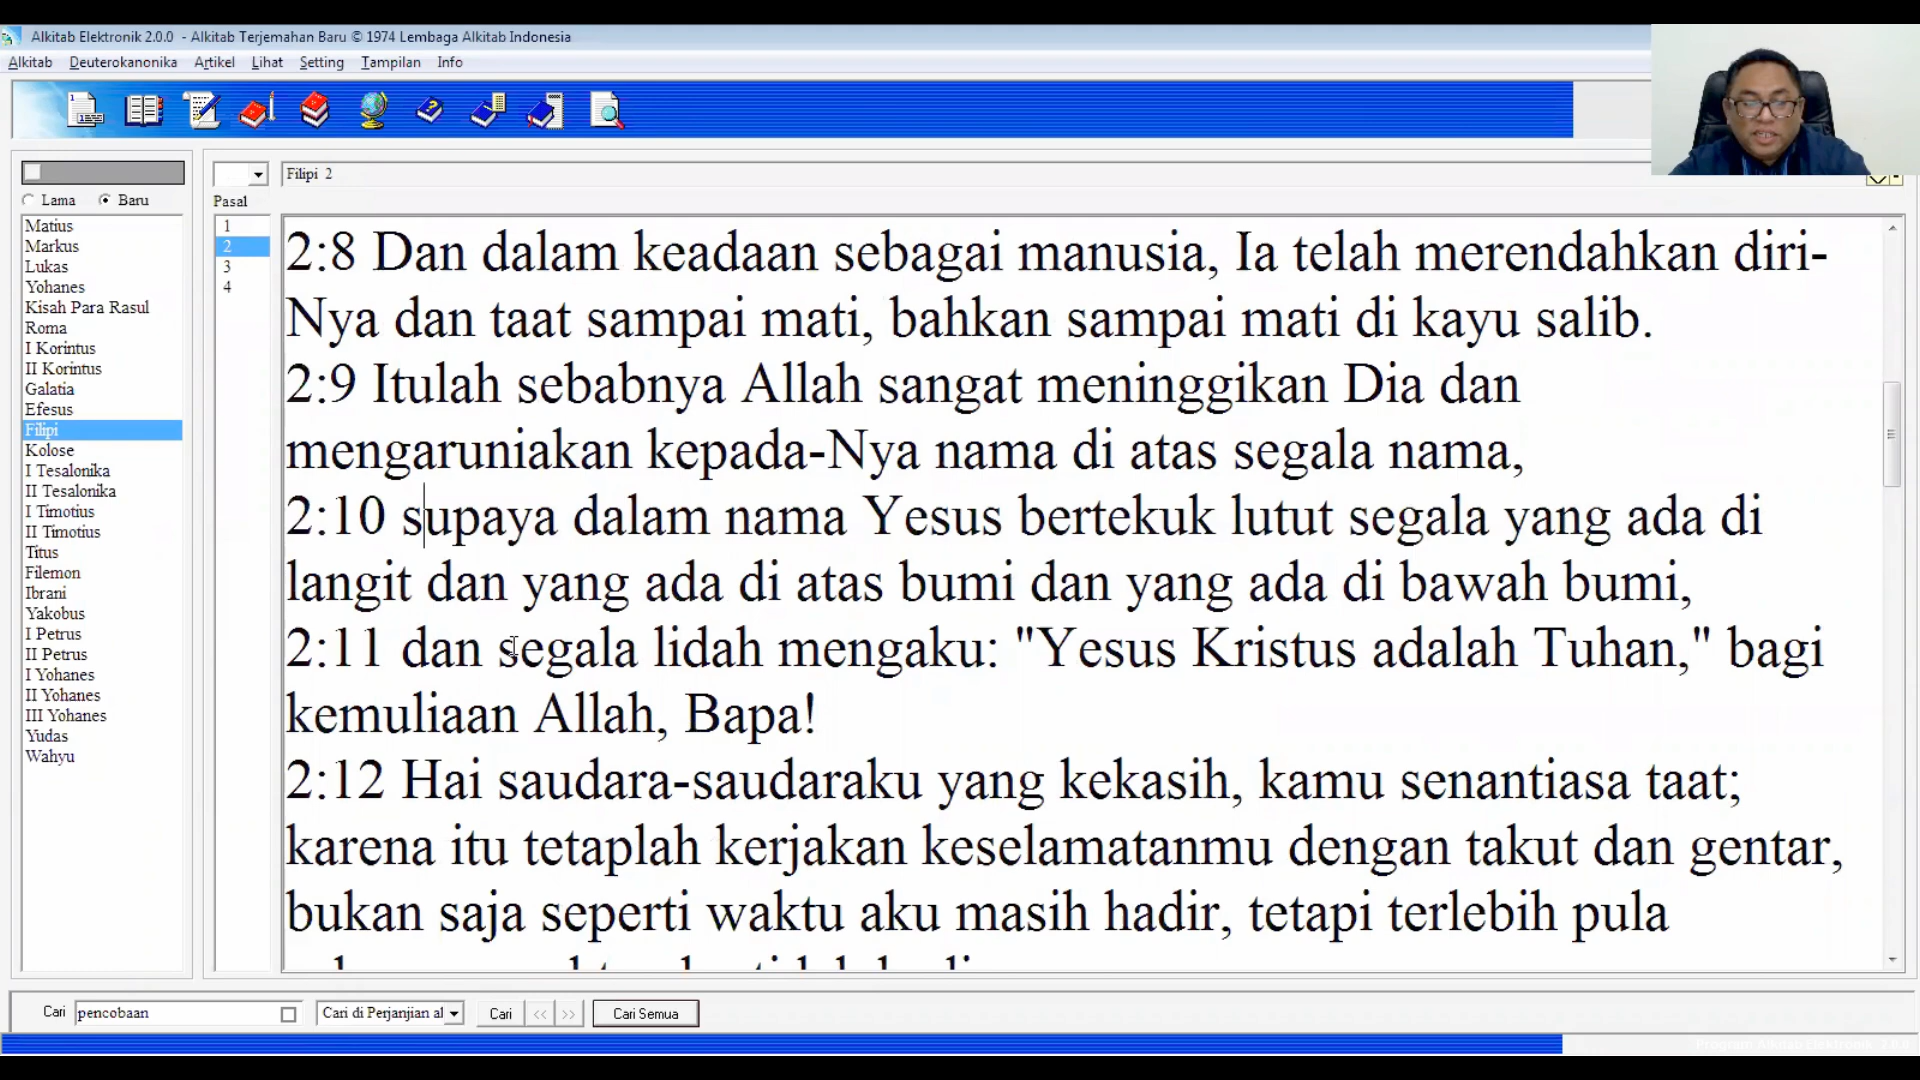 Alkitab Elektronik 2.0.0 - Alkitab Terjemahan Baru © 1974 Lembaga Alkitab Indonesia
Alkitab Deuterokanonika Artikel Lihat Setting Tampilan Info
Filipi 2
Lama Baru
Pasal
Matius
Markus
Lukas
Yohanes
Kisah Para Rasul
Roma
I Korintus
II Korintus
Galatia
Efesus
Filipi
Kolose
I Tesalonika
II Tesalonika
I Timotius
II Timotius
Titus
Filemon
Ibrani
Yakobus
I Petrus
II Petrus
I Yohanes
II Yohanes
III Yohanes
Yudas
Wahyu
1
2
3
4
2:8 Dan dalam keadaan sebagai manusia, Ia telah merendahkan diri-
Nya dan taat sampai mati, bahkan sampai mati di kayu salib.
2:9 Itulah sebabnya Allah sangat meninggikan Dia dan
mengaruniakan kepada-Nya nama di atas segala nama,
2:10 supaya dalam nama Yesus bertekuk lutut segala yang ada di
langit dan yang ada di atas bumi dan yang ada di bawah bumi,
2:11 dan segala lidah mengaku: "Yesus Kristus adalah Tuhan," bagi
kemuliaan Allah, Bapa!
2:12 Hai saudara-saudaraku yang kekasih, kamu senantiasa taat;
karena itu tetaplah kerjakan keselamatanmu dengan takut dan gentar,
bukan saja seperti waktu aku masih hadir, tetapi terlebih pula
Cari pencobaan Cari di Perjanjian al Cari << >> Cari Semua